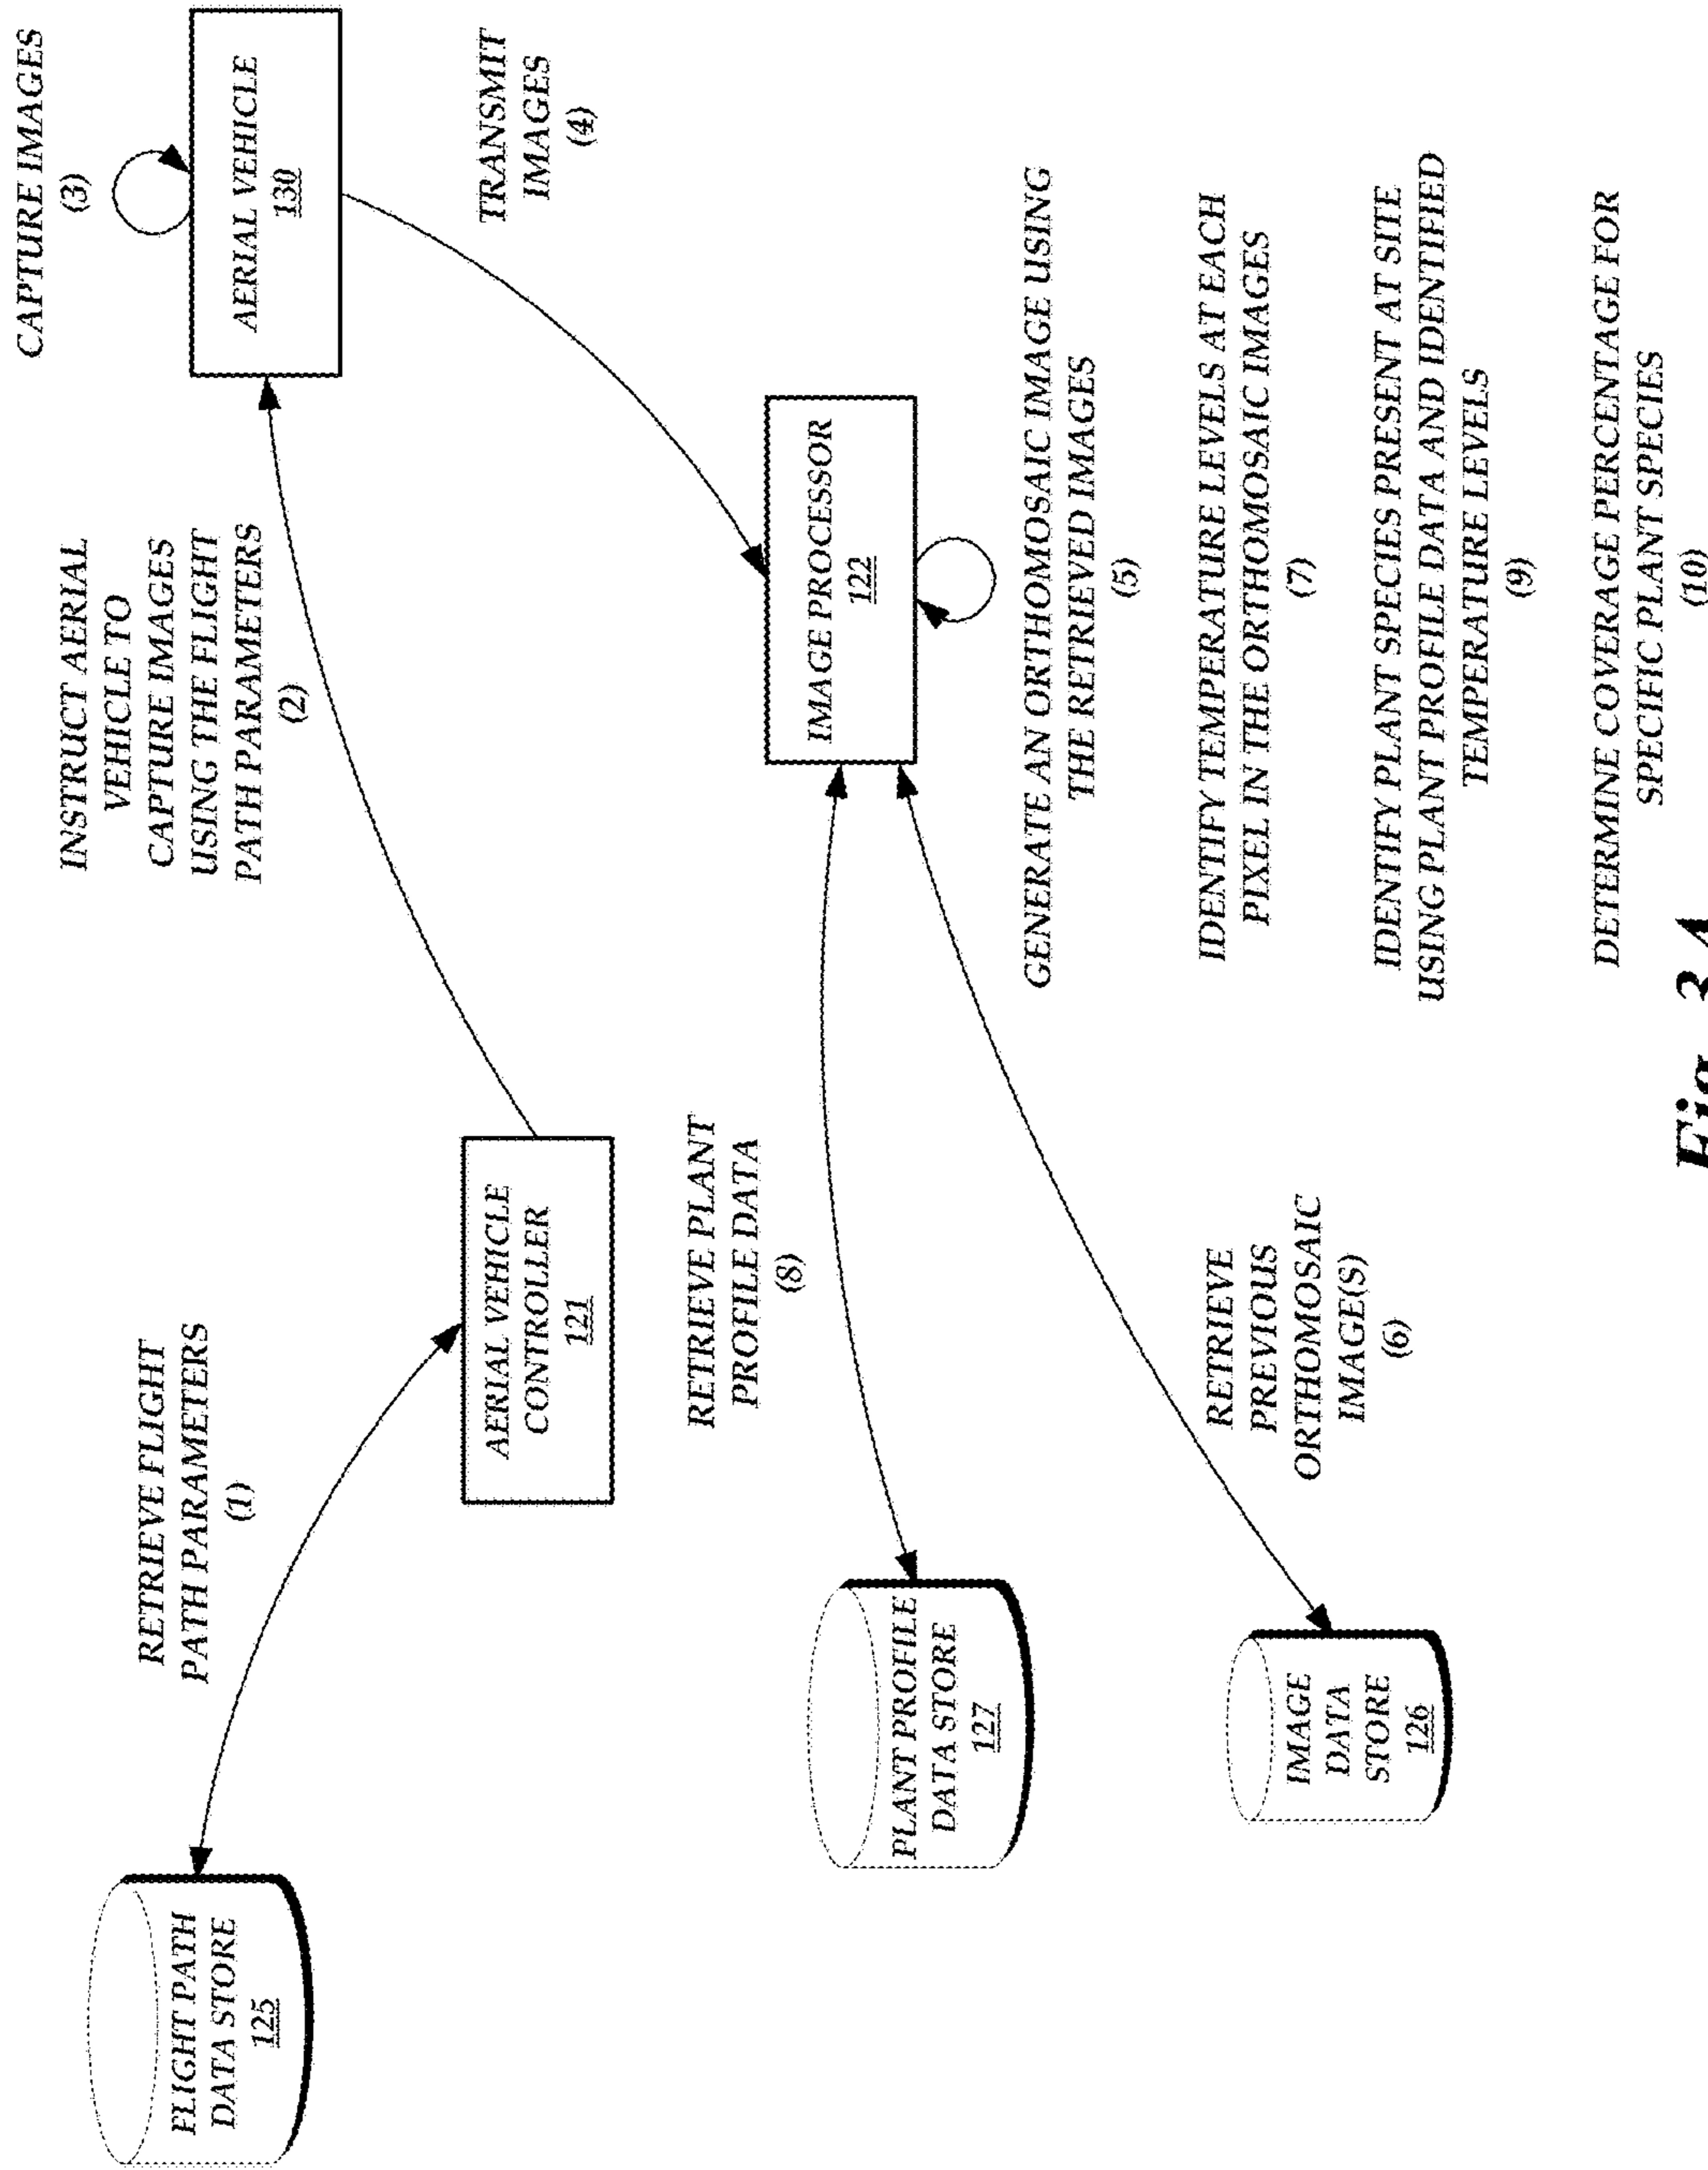 FLIGHT PATH
DATA STORE
125
RETRIEVE FLIGHT
PATH PARAMETERS
(1)
AERIAL VEHICLE
CONTROLLER
121
INSTRUCT AERIAL
VEHICLE TO
CAPTURE IMAGES
USING THE FLIGHT
PATH PARAMETERS
(2)
CAPTURE IMAGES
(3)
AERIAL VEHICLE
130
TRANSMIT
IMAGES
(4)
PLANT PROFILE
DATA STORE
127
RETRIEVE PLANT
PROFILE DATA
(8)
IMAGE PROCESSOR
122
IMAGE
DATA
STORE
126
RETRIEVE
PREVIOUS
ORTHOMOSAIC
IMAGE(S)
(6)
GENERATE AN ORTHOMOSAIC IMAGE USING
THE RETRIEVED IMAGES
(5)
IDENTIFY TEMPERATURE LEVELS AT EACH
PIXEL IN THE ORTHOMOSAIC IMAGES
(7)
IDENTIFY PLANT SPECIES PRESENT AT SITE
USING PLANT PROFILE DATA AND IDENTIFIED
TEMPERATURE LEVELS
(9)
DETERMINE COVERAGE PERCENTAGE FOR
SPECIFIC PLANT SPECIES
(10)
Fig. 3A